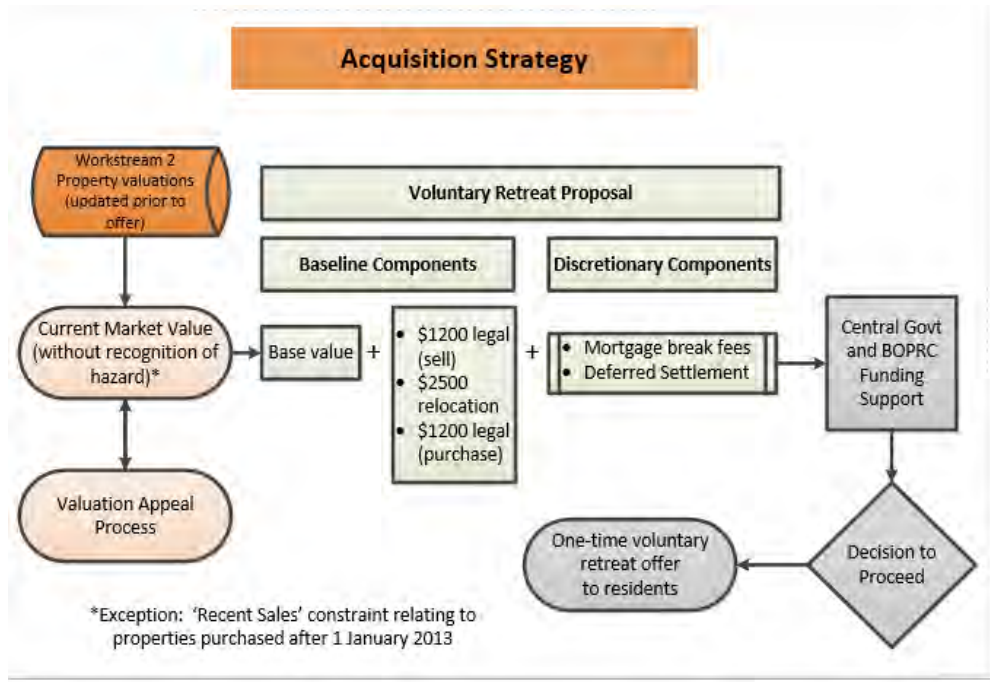 Acquisition Strategy
Workstream 2
Property valuations
(updated prior to
offer)
Voluntary Retreat Proposal
Baseline Components
Discretionary Components
Current Market Value
(without recognition of
hazard)*
Base value
+
• $1200 legal
(sell)
• $2500
relocation
• $1200 legal
(purchase)
+
• Mortgage break fees
• Deferred Settlement
Central Govt
and BOPRC
Funding
Support
Valuation Appeal
Process
One-time voluntary
retreat offer
to residents
Decision to
Proceed
*Exception: ‘Recent Sales’ constraint relating to
properties purchased after 1 January 2013